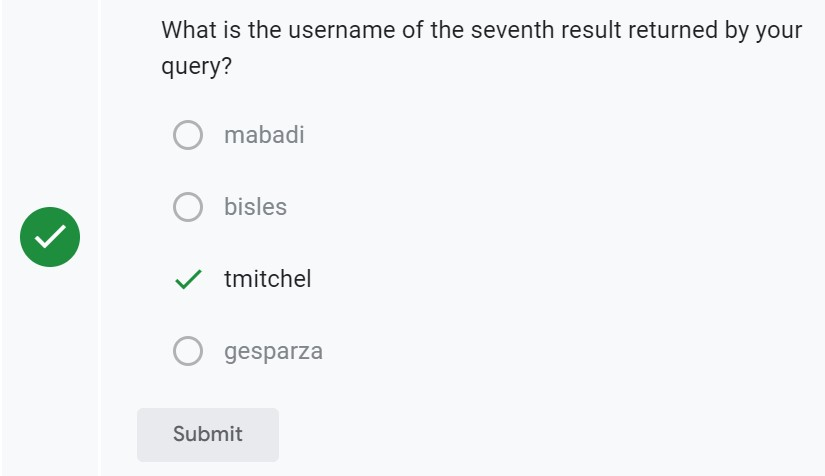 What is the username of the seventh result returned by your
query?
mabadi
bisles
tmitchel
gesparza
Submit